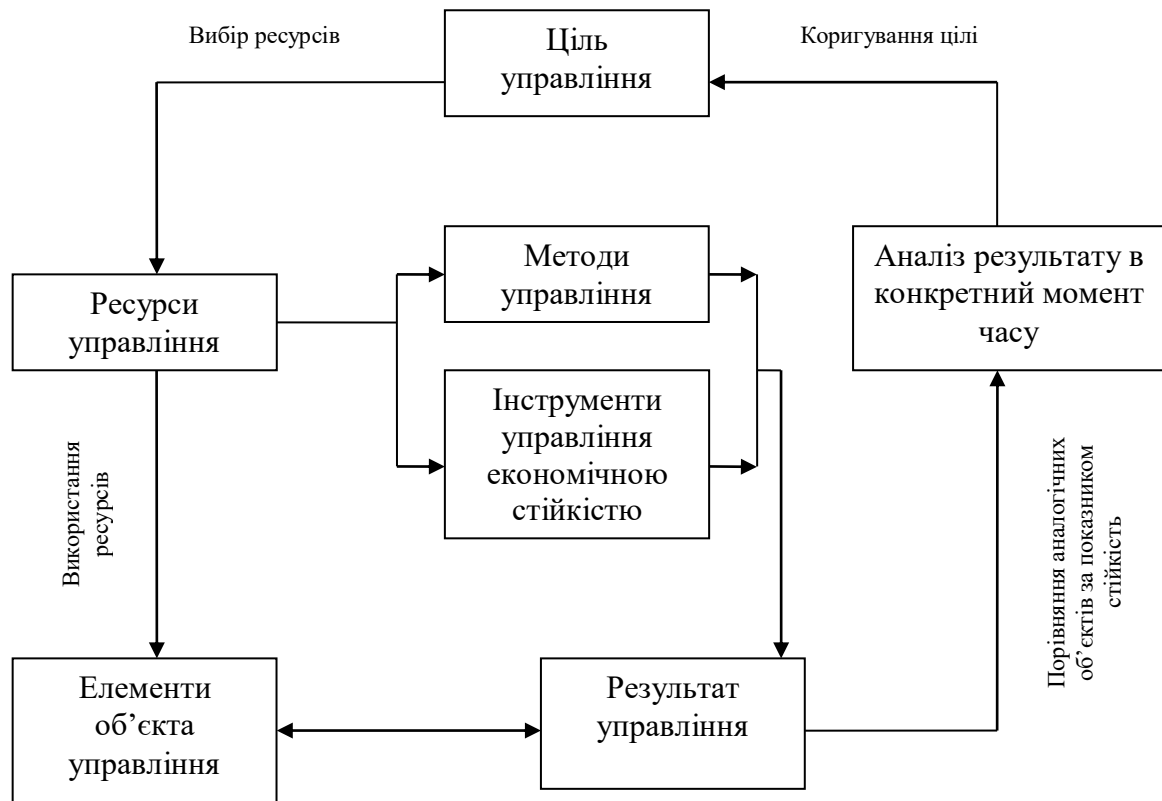 Вибір ресурсів
Ціль
управління
Коригування цілі
Методи
управління
Аналіз результату в
конкретний момент
часу
Ресурси
управління
Інструменти
управління
економічною
стійкістю
Використання
ресурсів
Порівняння аналогічних
об’єктів за показником
стійкість
Елементи
об’єкта
управління
Результат
управління